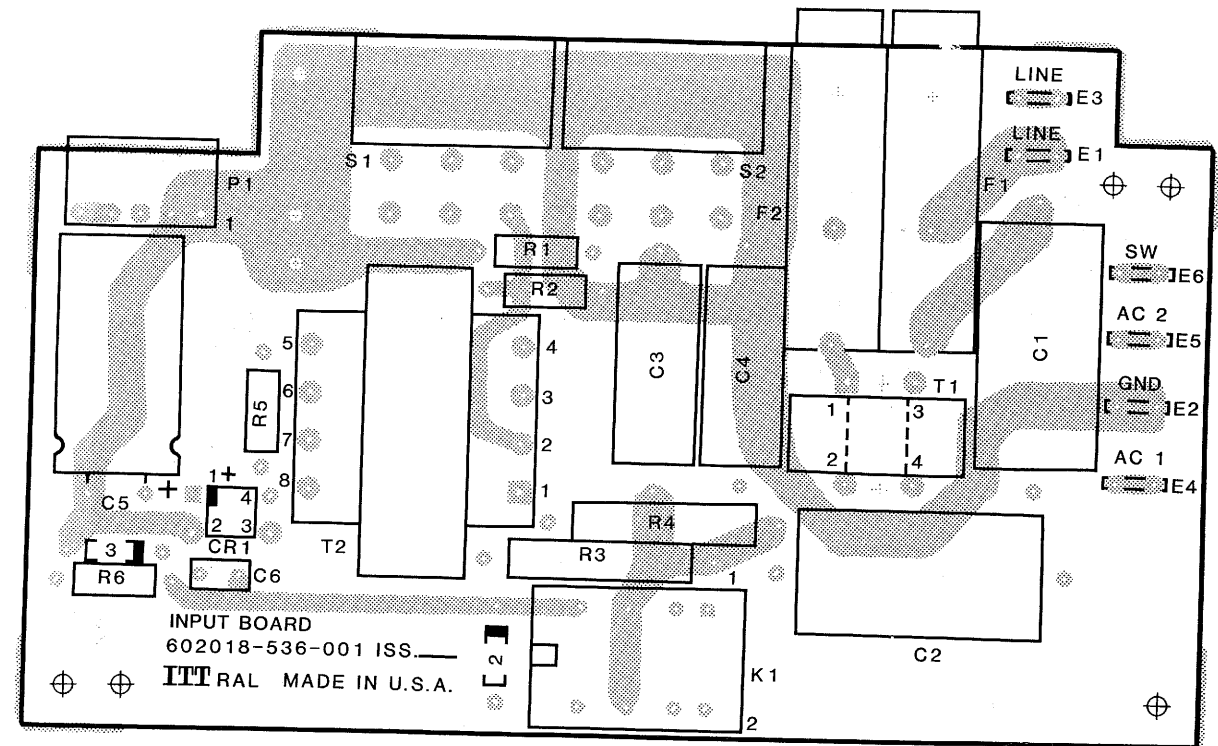 LINE
E3
LINE
E1
S1
S2
P1
1
F1
F2
R1
R2
SW
E6
AC 2
E5
C1
C3
C4
5
4
6
3
R5
7
2
8
1
T1
1
3
2
4
GND
E2
AC 1
E4
+
1 +
4
2 3
C5
CR1
T2
R4
R3
3
R6
C6
1
INPUT BOARD
602018-536-001 ISS.___
ITT RAL MADE IN U.S.A.
2
K1
2
C2